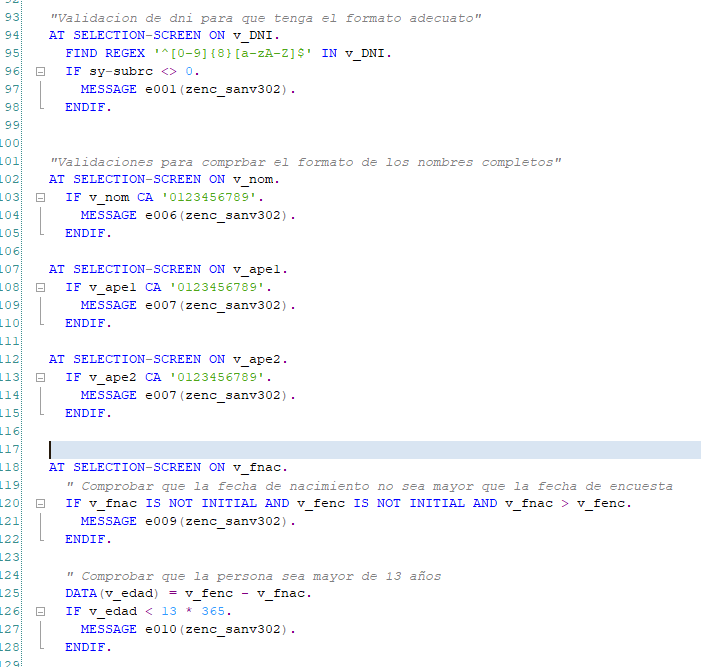 93 "Validacion de dni para que tenga el formato adecuato"
94 AT SELECTION-SCREEN ON v_DNI.
95 FIND REGEX '^[0-9]{8}[a-zA-Z]$' IN v_DNI.
96 IF sy-subrc <> 0.
97 MESSAGE e001(zenc_sanv302).
98 ENDIF.
99
100
101 "Validaciones para comprbar el formato de los nombres completos"
102 AT SELECTION-SCREEN ON v_nom.
103 IF v_nom CA '0123456789'.
104 MESSAGE e006(zenc_sanv302).
105 ENDIF.
106
107 AT SELECTION-SCREEN ON v_ape1.
108 IF v_ape1 CA '0123456789'.
109 MESSAGE e007(zenc_sanv302).
110 ENDIF.
111
112 AT SELECTION-SCREEN ON v_ape2.
113 IF v_ape2 CA '0123456789'.
114 MESSAGE e007(zenc_sanv302).
115 ENDIF.
116
117
118 AT SELECTION-SCREEN ON v_fnac.
119 " Comprobar que la fecha de nacimiento no sea mayor que la fecha de encuesta
120 IF v_fnac IS NOT INITIAL AND v_fenc IS NOT INITIAL AND v_fnac > v_fenc.
121 MESSAGE e009(zenc_sanv302).
122 ENDIF.
123
124 " Comprobar que la persona sea mayor de 13 años
125 DATA(v_edad) = v_fenc - v_fnac.
126 IF v_edad < 13 * 365.
127 MESSAGE e010(zenc_sanv302).
128 ENDIF.
129